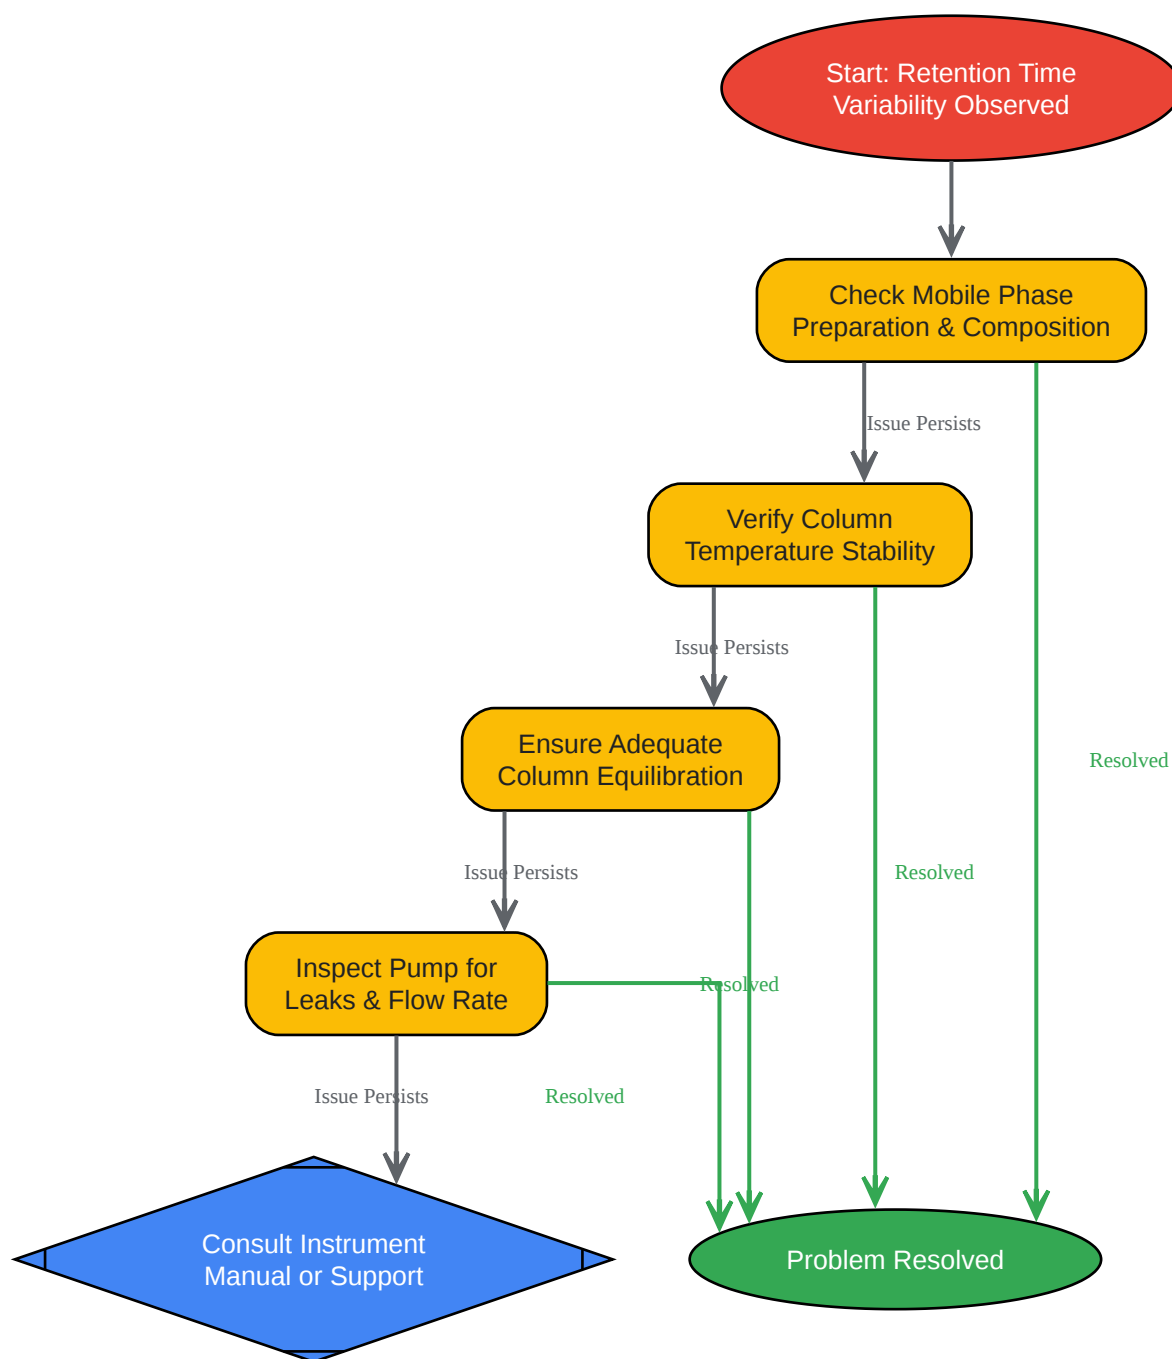 Start: Retention Time
Variability Observed
Check Mobile Phase
Preparation & Composition
Issue Persists
Verify Column
Temperature Stability
Issue Persists
Ensure Adequate
Column Equilibration
Resolved
Issue Persists
Resolved
Inspect Pump for
Leaks & Flow Rate
Resolved
Issue Persists
Resolved
Consult Instrument
Manual or Support
Problem Resolved